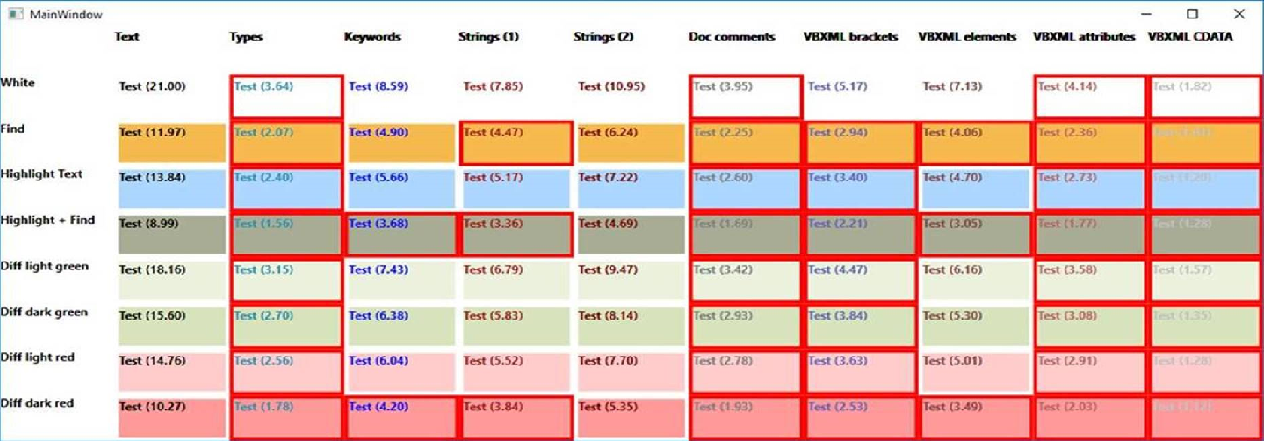 MainWindow
Text Types Keywords Strings (1) Strings (2) Doc comments VBXML brackets VBXML elements VBXML attributes VBXML CDATA
White Test (21.00) Test (3.64) Test (8.59) Test (7.85) Test (10.95) Test (3.95) Test (5.17) Test (7.13) Test (4.14) Test (1.82)
Find Test (11.97) Test (2.07) Test (4.90) Test (4.47) Test (6.24) Test (2.25) Test (2.94) Test (4.06) Test (2.36) Test
Highlight Text Test (13.84) Test (2.40) Test (5.66) Test (5.17) Test (7.22) Test (2.60) Test (3.40) Test (4.70) Test (2.73) Test
Highlight + Find Test (8.99) Test (1.56) Test (3.68) Test (3.36) Test (4.69) Test (1.69) Test (2.21) Test (3.05) Test (1.77) Test (1.28)
Diff light green Test (18.16) Test (3.15) Test (7.43) Test (6.79) Test (9.47) Test (3.42) Test (4.47) Test (6.16) Test (3.58) Test (1.57)
Diff dark green Test (15.60) Test (2.70) Test (6.38) Test (5.83) Test (8.14) Test (2.93) Test (3.84) Test (5.30) Test (3.08) Test (1.35)
Diff light red Test (14.76) Test (2.56) Test (6.04) Test (5.52) Test (7.70) Test (2.78) Test (3.63) Test (5.01) Test (2.91) Test (1.28)
Diff dark red Test (10.27) Test (1.78) Test (4.20) Test (3.84) Test (5.35) Test (1.93) Test (2.53) Test (3.49) Test (2.03) Test